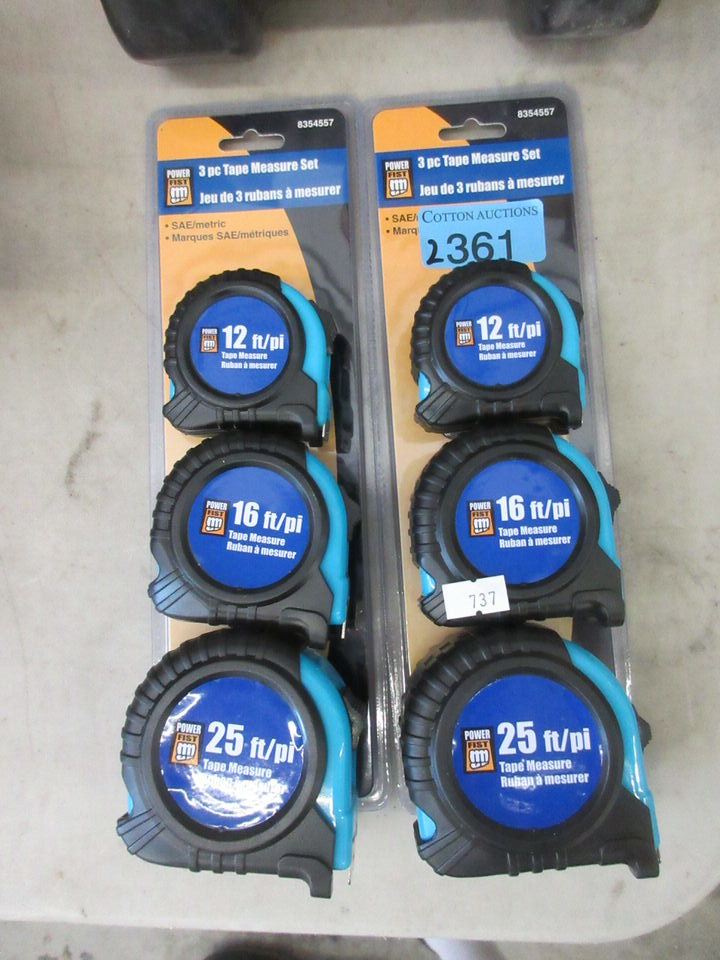 8354557
3 pc Tape Measure Set
POWER
FIST
Jeu de 3 rubans à mesurer
• SAE/metric
• Marques SAE/métriques
POWER
FIST
12 ft/pi
Tape Measure
Ruban à mesurer
POWER
FIST
16 ft/pi
Tape Measure
Ruban à mesurer
POWER
FIST
25 ft/pi
Tape Measure
Ruban à mesurer
8354557
3 pc Tape Measure Set
POWER
FIST
Jeu de 3 rubans à mesurer
• SAE/
COTTON AUCTIONS
2361
POWER
FIST
12 ft/pi
Tape Measure
Ruban à mesurer
POWER
FIST
16 ft/pi
Tape Measure
Ruban à mesurer
737
POWER
FIST
25 ft/pi
Tape Measure
Ruban à mesurer